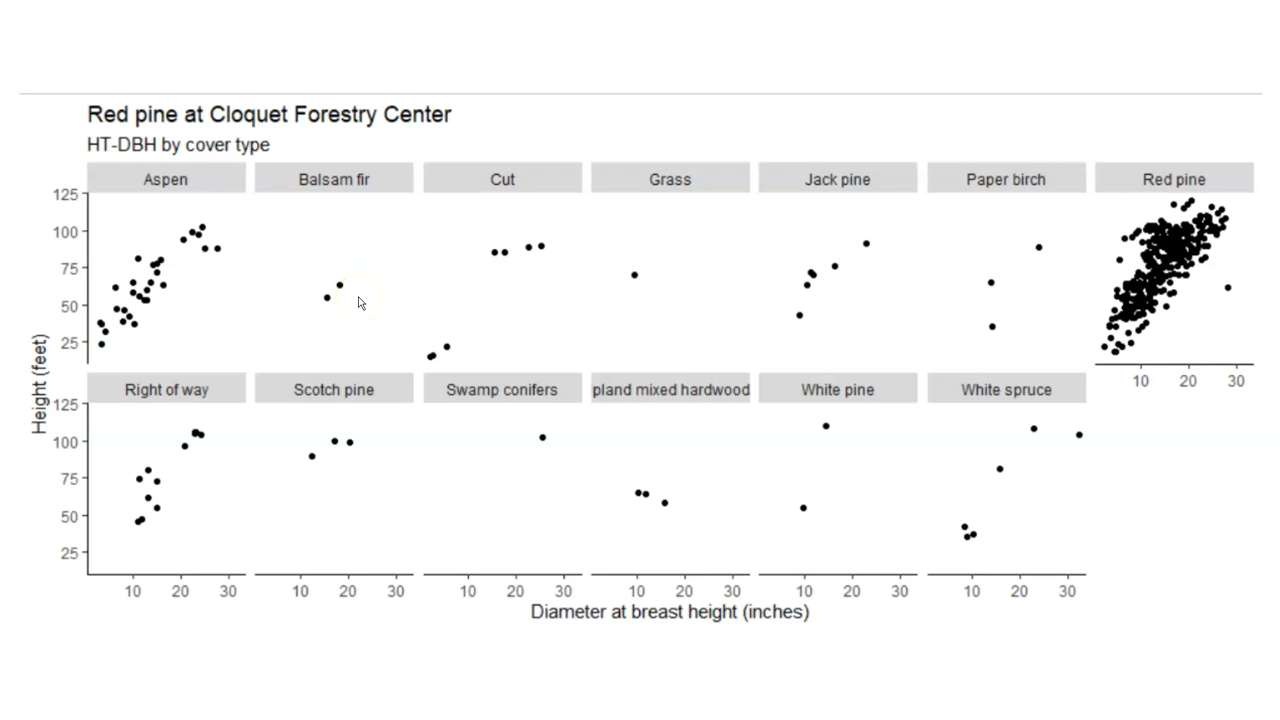 Red pine at Cloquet Forestry Center
HT-DBH by cover type
Aspen Balsam fir Cut Grass Jack pine Paper birch Red pine
125
100
75
50
25
10 20 30
Height (feet)
Right of way Scotch pine Swamp conifers pland mixed hardwood White pine White spruce
125
100
75
50
25
10 20 30 10 20 30 10 20 30 10 20 30 10 20 30 10 20 30
Diameter at breast height (inches)